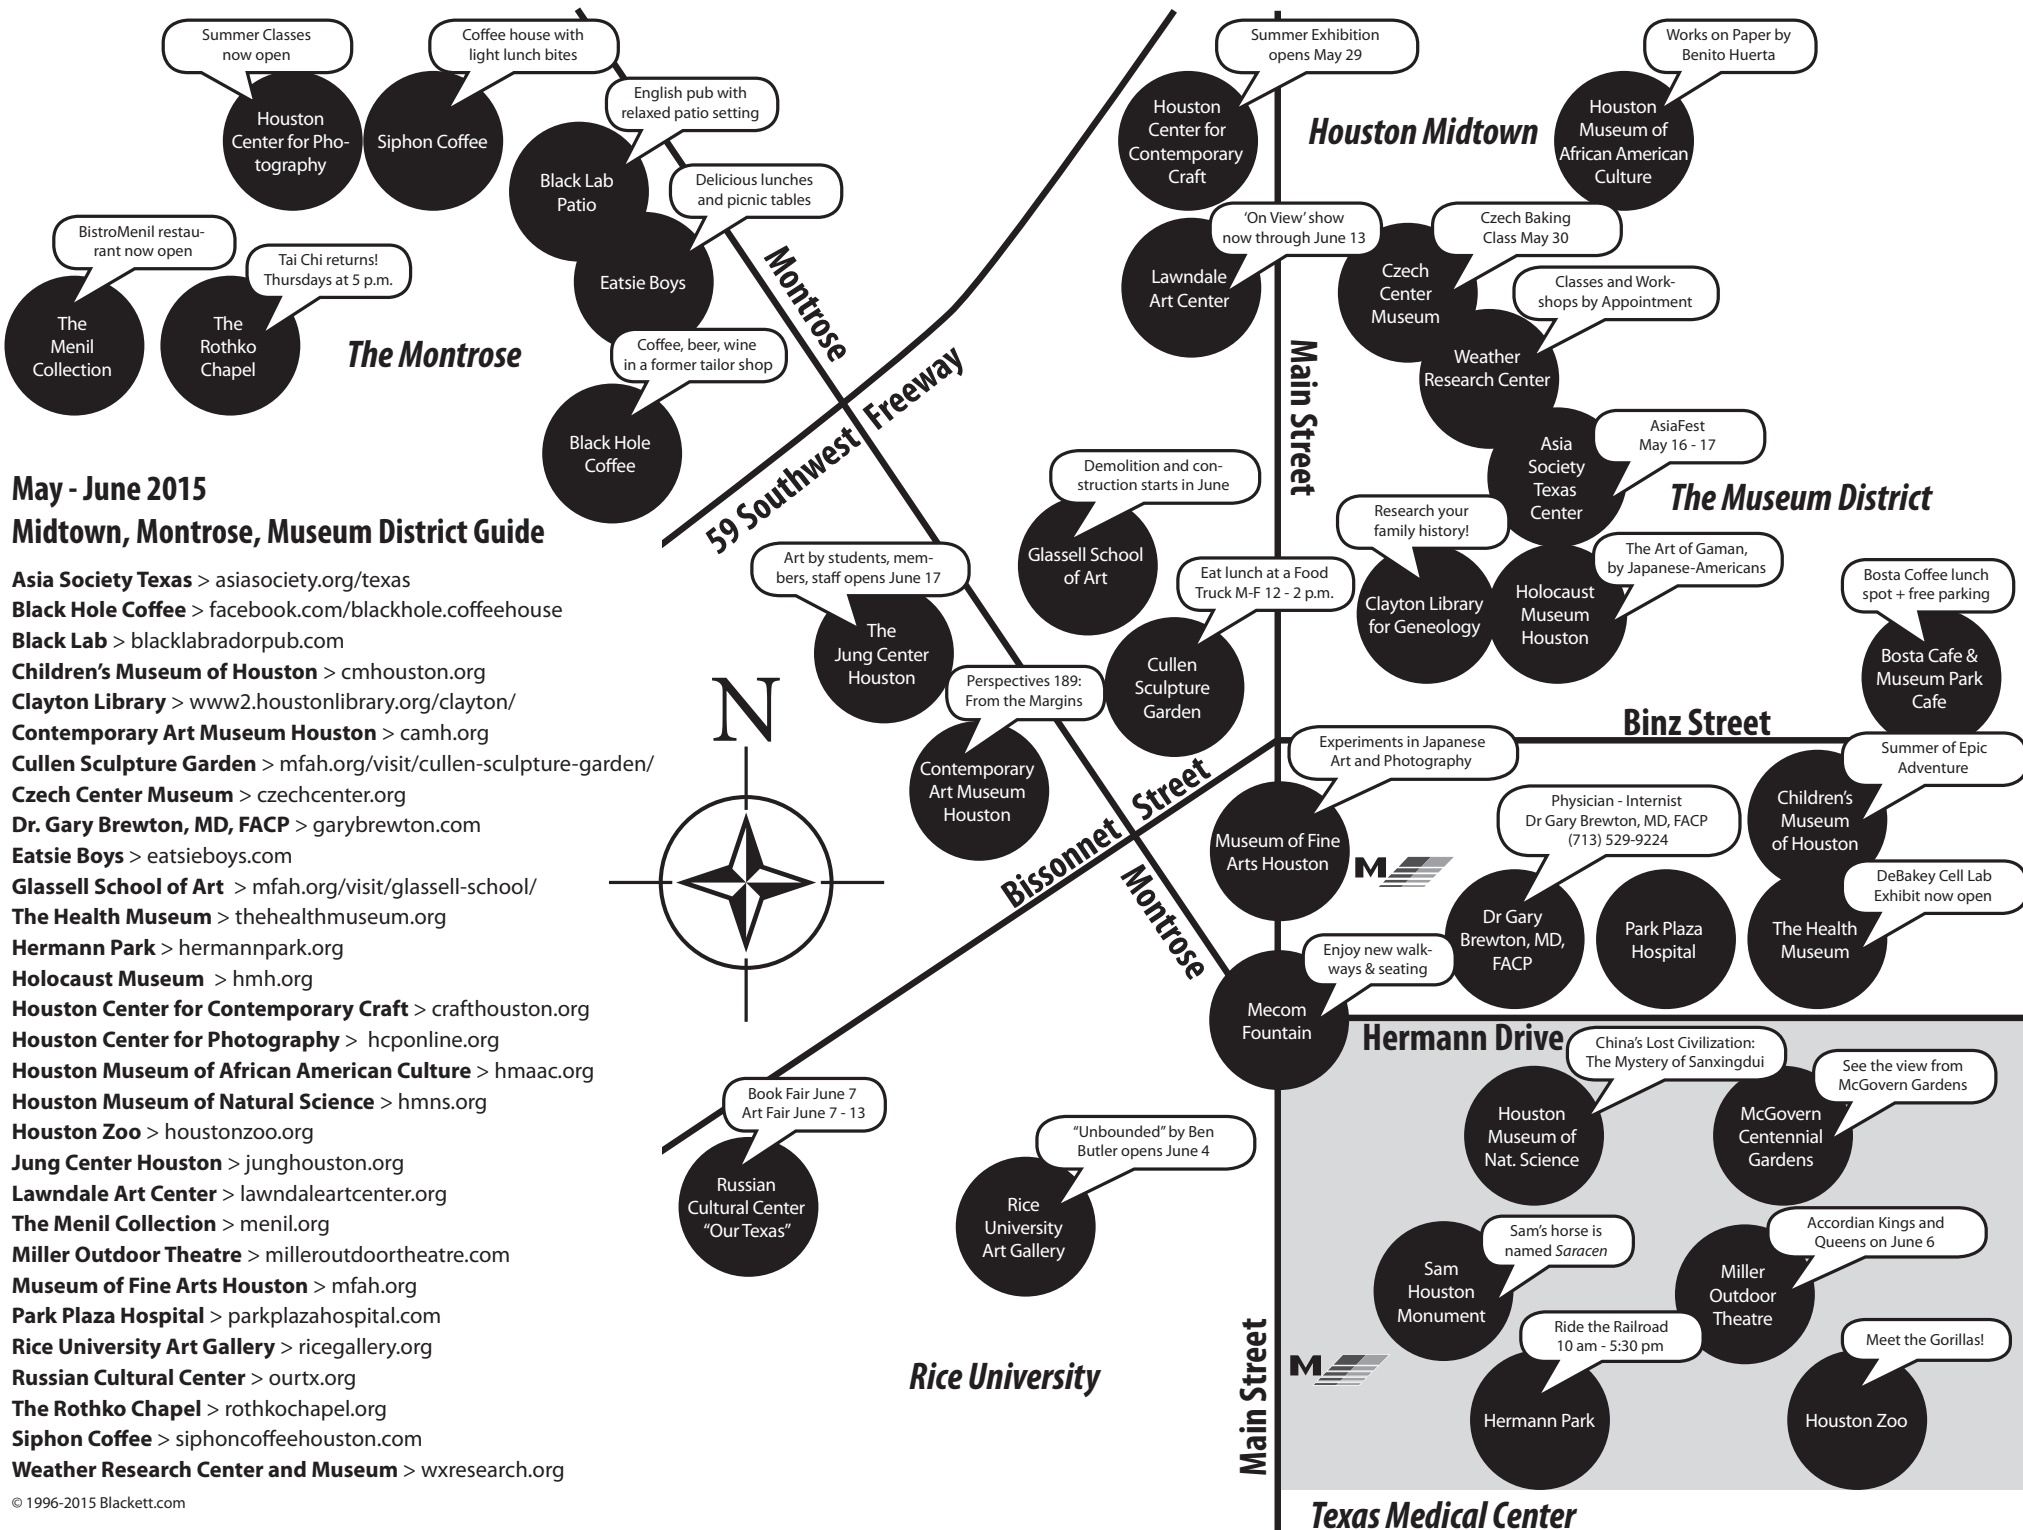 Summer Classes
now open
Houston
Center for Pho-
tography
Coffee house with
light lunch bites
Siphon Coffee
English pub with
relaxed patio setting
Black Lab
Patio
Delicious lunches
and picnic tables
Eatsie Boys
BistroMenil restau-
rant now open
The
Menil
Collection
Tai Chi returns!
Thursdays at 5 p.m.
The
Rothko
Chapel
The Montrose
Coffee, beer, wine
in a former tailor shop
Black Hole
Coffee
Montrose
59 Southwest Freeway
Summer Exhibition
opens May 29
Houston
Center for
Contemporary
Craft
Houston Midtown
Works on Paper by
Benito Huerta
Houston
Museum of
African American
Culture
'On View' show
now through June 13
Lawndale
Art Center
Czech Baking
Class May 30
Czech
Center
Museum
Classes and Work-
shops by Appointment
Weather
Research Center
Main Street
AsiaFest
May 16 - 17
Asia
Society
Texas
Center
The Museum District
Demolition and con-
struction starts in June
Glassell School
of Art
Research your
family history!
Clayton Library
for Geneology
The Art of Gaman,
by Japanese-Americans
Holocaust
Museum
Houston
Bosta Coffee lunch
spot + free parking
Bosta Cafe &
Museum Park
Cafe
Art by students, mem-
bers, staff opens June 17
The
Jung Center
Houston
Eat lunch at a Food
Truck M-F 12 - 2 p.m.
Cullen
Sculpture
Garden
Perspectives 189:
From the Margins
Contemporary
Art Museum
Houston
N
Binz Street
Bissonnet Street
Montrose
Experiments in Japanese
Art and Photography
Museum of Fine
Arts Houston
M
Summer of Epic
Adventure
Children's
Museum
of Houston
Physician - Internist
Dr Gary Brewton, MD, FACP
(713) 529-9224
Dr Gary
Brewton, MD,
FACP
Park Plaza
Hospital
DeBakey Cell Lab
Exhibit now open
The Health
Museum
Enjoy new walk-
ways & seating
Mecom
Fountain
Hermann Drive
China's Lost Civilization:
The Mystery of Sanxingdui
Houston
Museum of
Nat. Science
See the view from
McGovern Gardens
McGovern
Centennial
Gardens
Book Fair June 7
Art Fair June 7 - 13
Russian
Cultural Center
"Our Texas"
"Unbounded" by Ben
Butler opens June 4
Rice
University
Art Gallery
Sam's horse is
named Saracen
Sam
Houston
Monument
Accordian Kings and
Queens on June 6
Miller
Outdoor
Theatre
Rice University
Main Street
M
Ride the Railroad
10 am - 5:30 pm
Hermann Park
Meet the Gorillas!
Houston Zoo
Texas Medical Center
May - June 2015
Midtown, Montrose, Museum District Guide
Asia Society Texas > asiasociety.org/texas
Black Hole Coffee > facebook.com/blackhole.coffeehouse
Black Lab > blacklabradorpub.com
Children's Museum of Houston > cmhouston.org
Clayton Library > www2.houstonlibrary.org/clayton/
Contemporary Art Museum Houston > camh.org
Cullen Sculpture Garden > mfah.org/visit/cullen-sculpture-garden/
Czech Center Museum > czechcenter.org
Dr. Gary Brewton, MD, FACP > garybrewton.com
Eatsie Boys > eatsieboys.com
Glassell School of Art > mfah.org/visit/glassell-school/
The Health Museum > thehealthmuseum.org
Hermann Park > hermannpark.org
Holocaust Museum > hmh.org
Houston Center for Contemporary Craft > crafthouston.org
Houston Center for Photography > hcponline.org
Houston Museum of African American Culture > hmaac.org
Houston Museum of Natural Science > hmns.org
Houston Zoo > houstonzoo.org
Jung Center Houston > junghouston.org
Lawndale Art Center > lawndaleartcenter.org
The Menil Collection > menil.org
Miller Outdoor Theatre > milleroutdoortheatre.com
Museum of Fine Arts Houston > mfah.org
Park Plaza Hospital > parkplazahospital.com
Rice University Art Gallery > ricegallery.org
Russian Cultural Center > ourtx.org
The Rothko Chapel > rothkochapel.org
Siphon Coffee > siphoncoffeehouston.com
Weather Research Center and Museum > wxresearch.org
© 1996-2015 Blackett.com